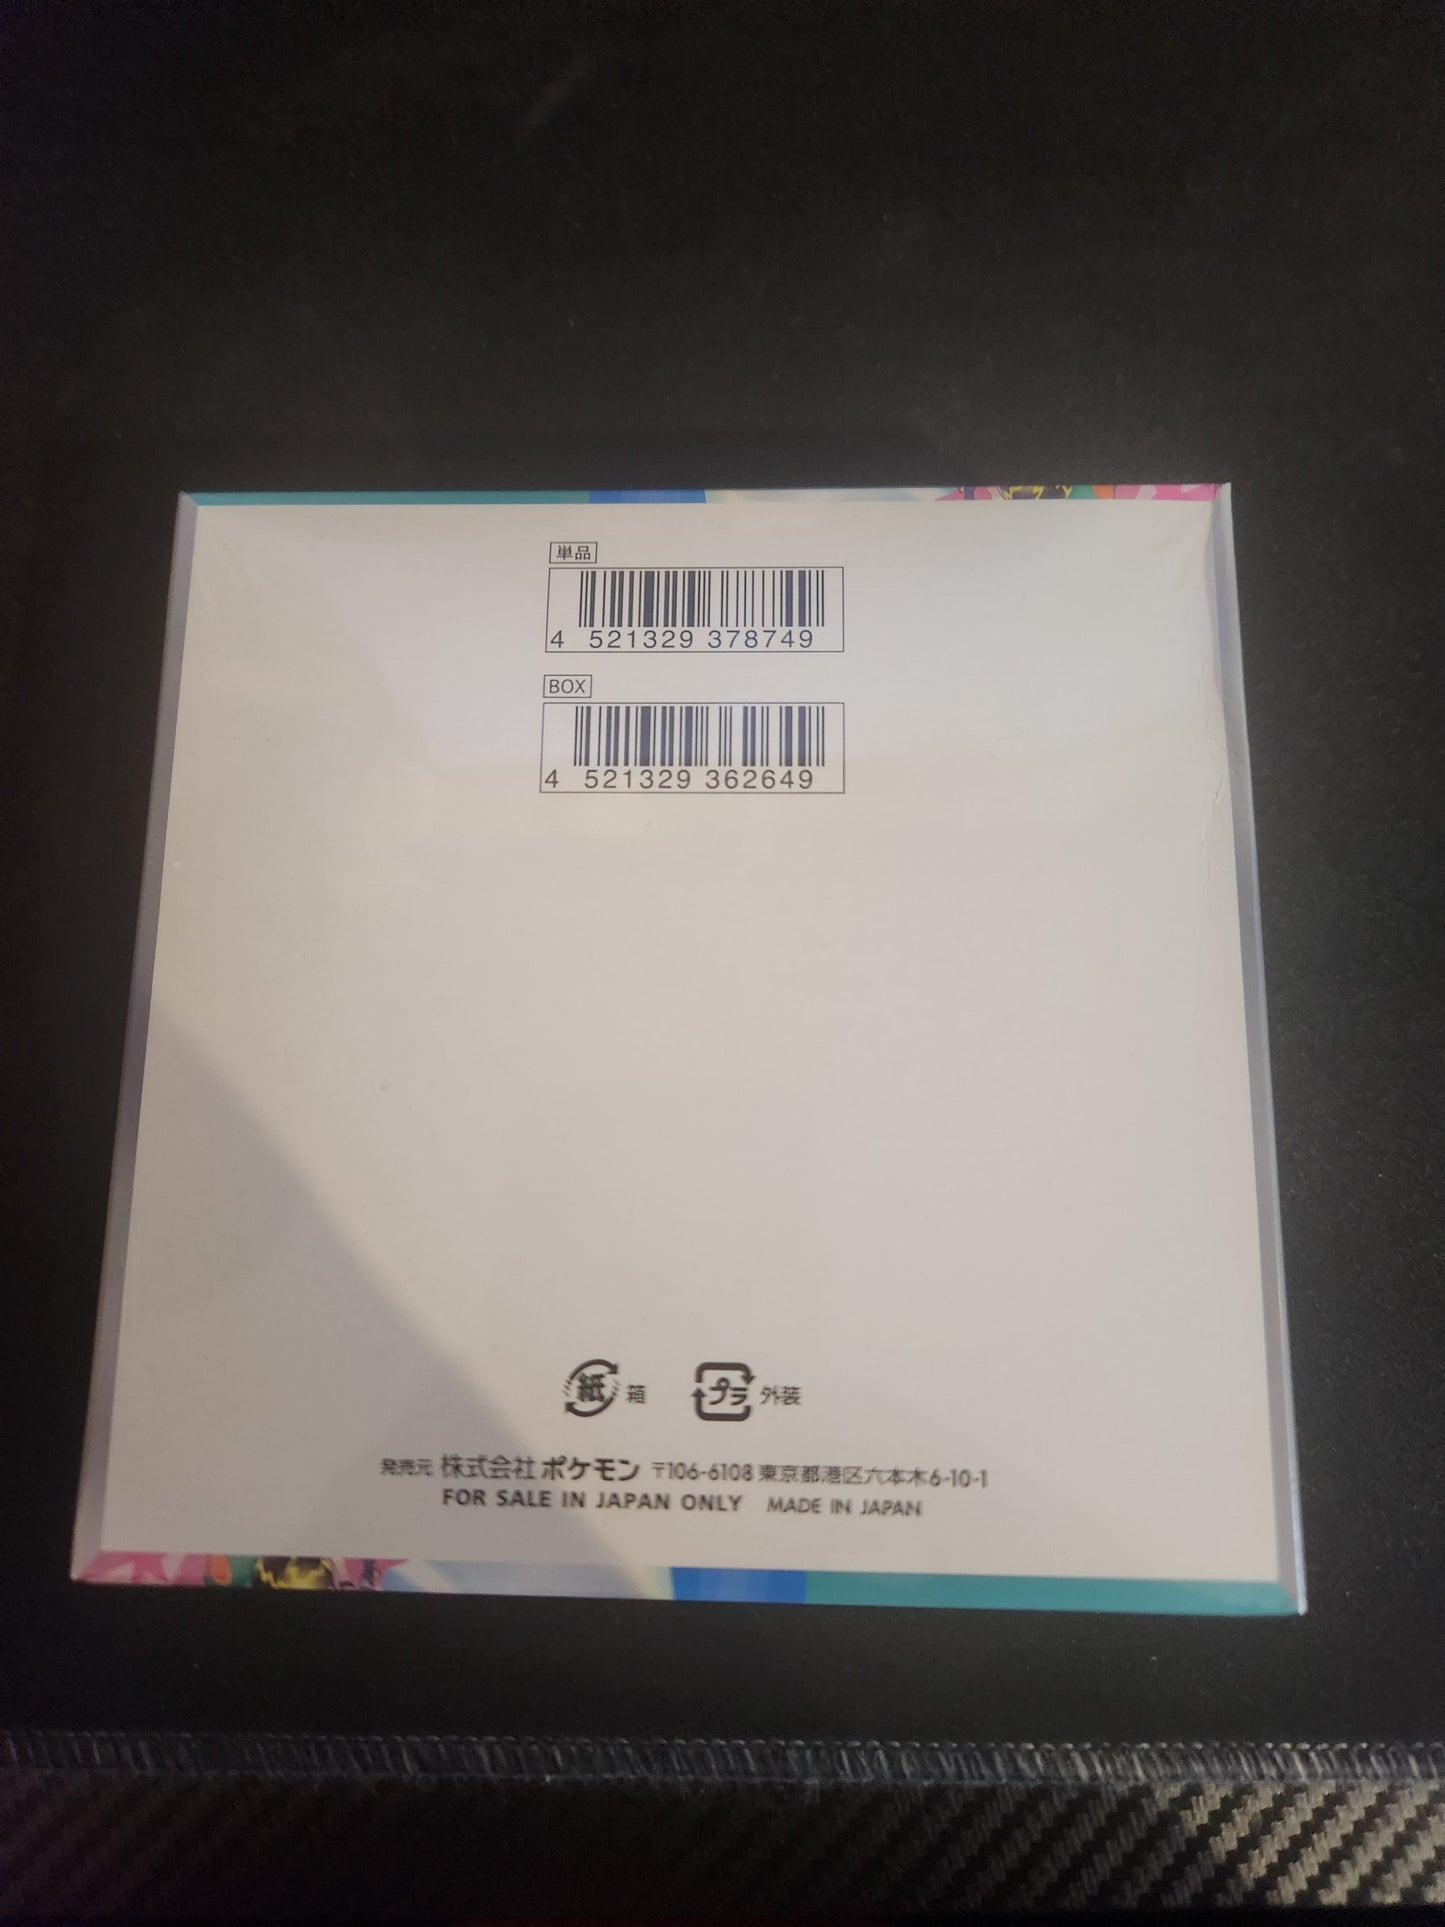 単品
4 521329 378749
BOX
4 521329 362649
紙 箱 プラ 外装
発売元 株式会社 ポケモン 〒106-6108 東京都港区六本木6-10-1
FOR SALE IN JAPAN ONLY MADE IN JAPAN